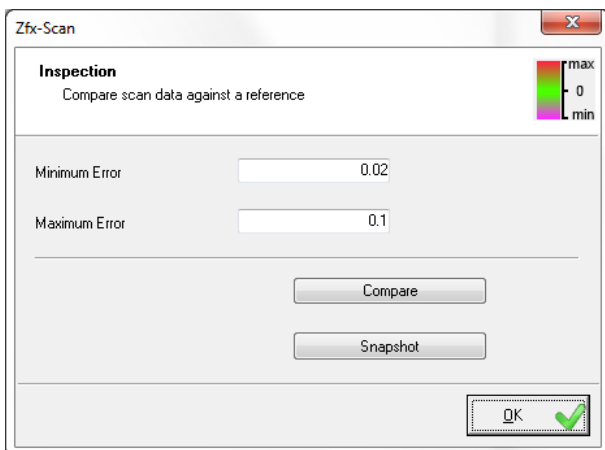 Zfx-Scan
Inspection
Compare scan data against a reference
max
0
min
Minimum Error 0.02
Maximum Error 0.1
Compare
Snapshot
OK